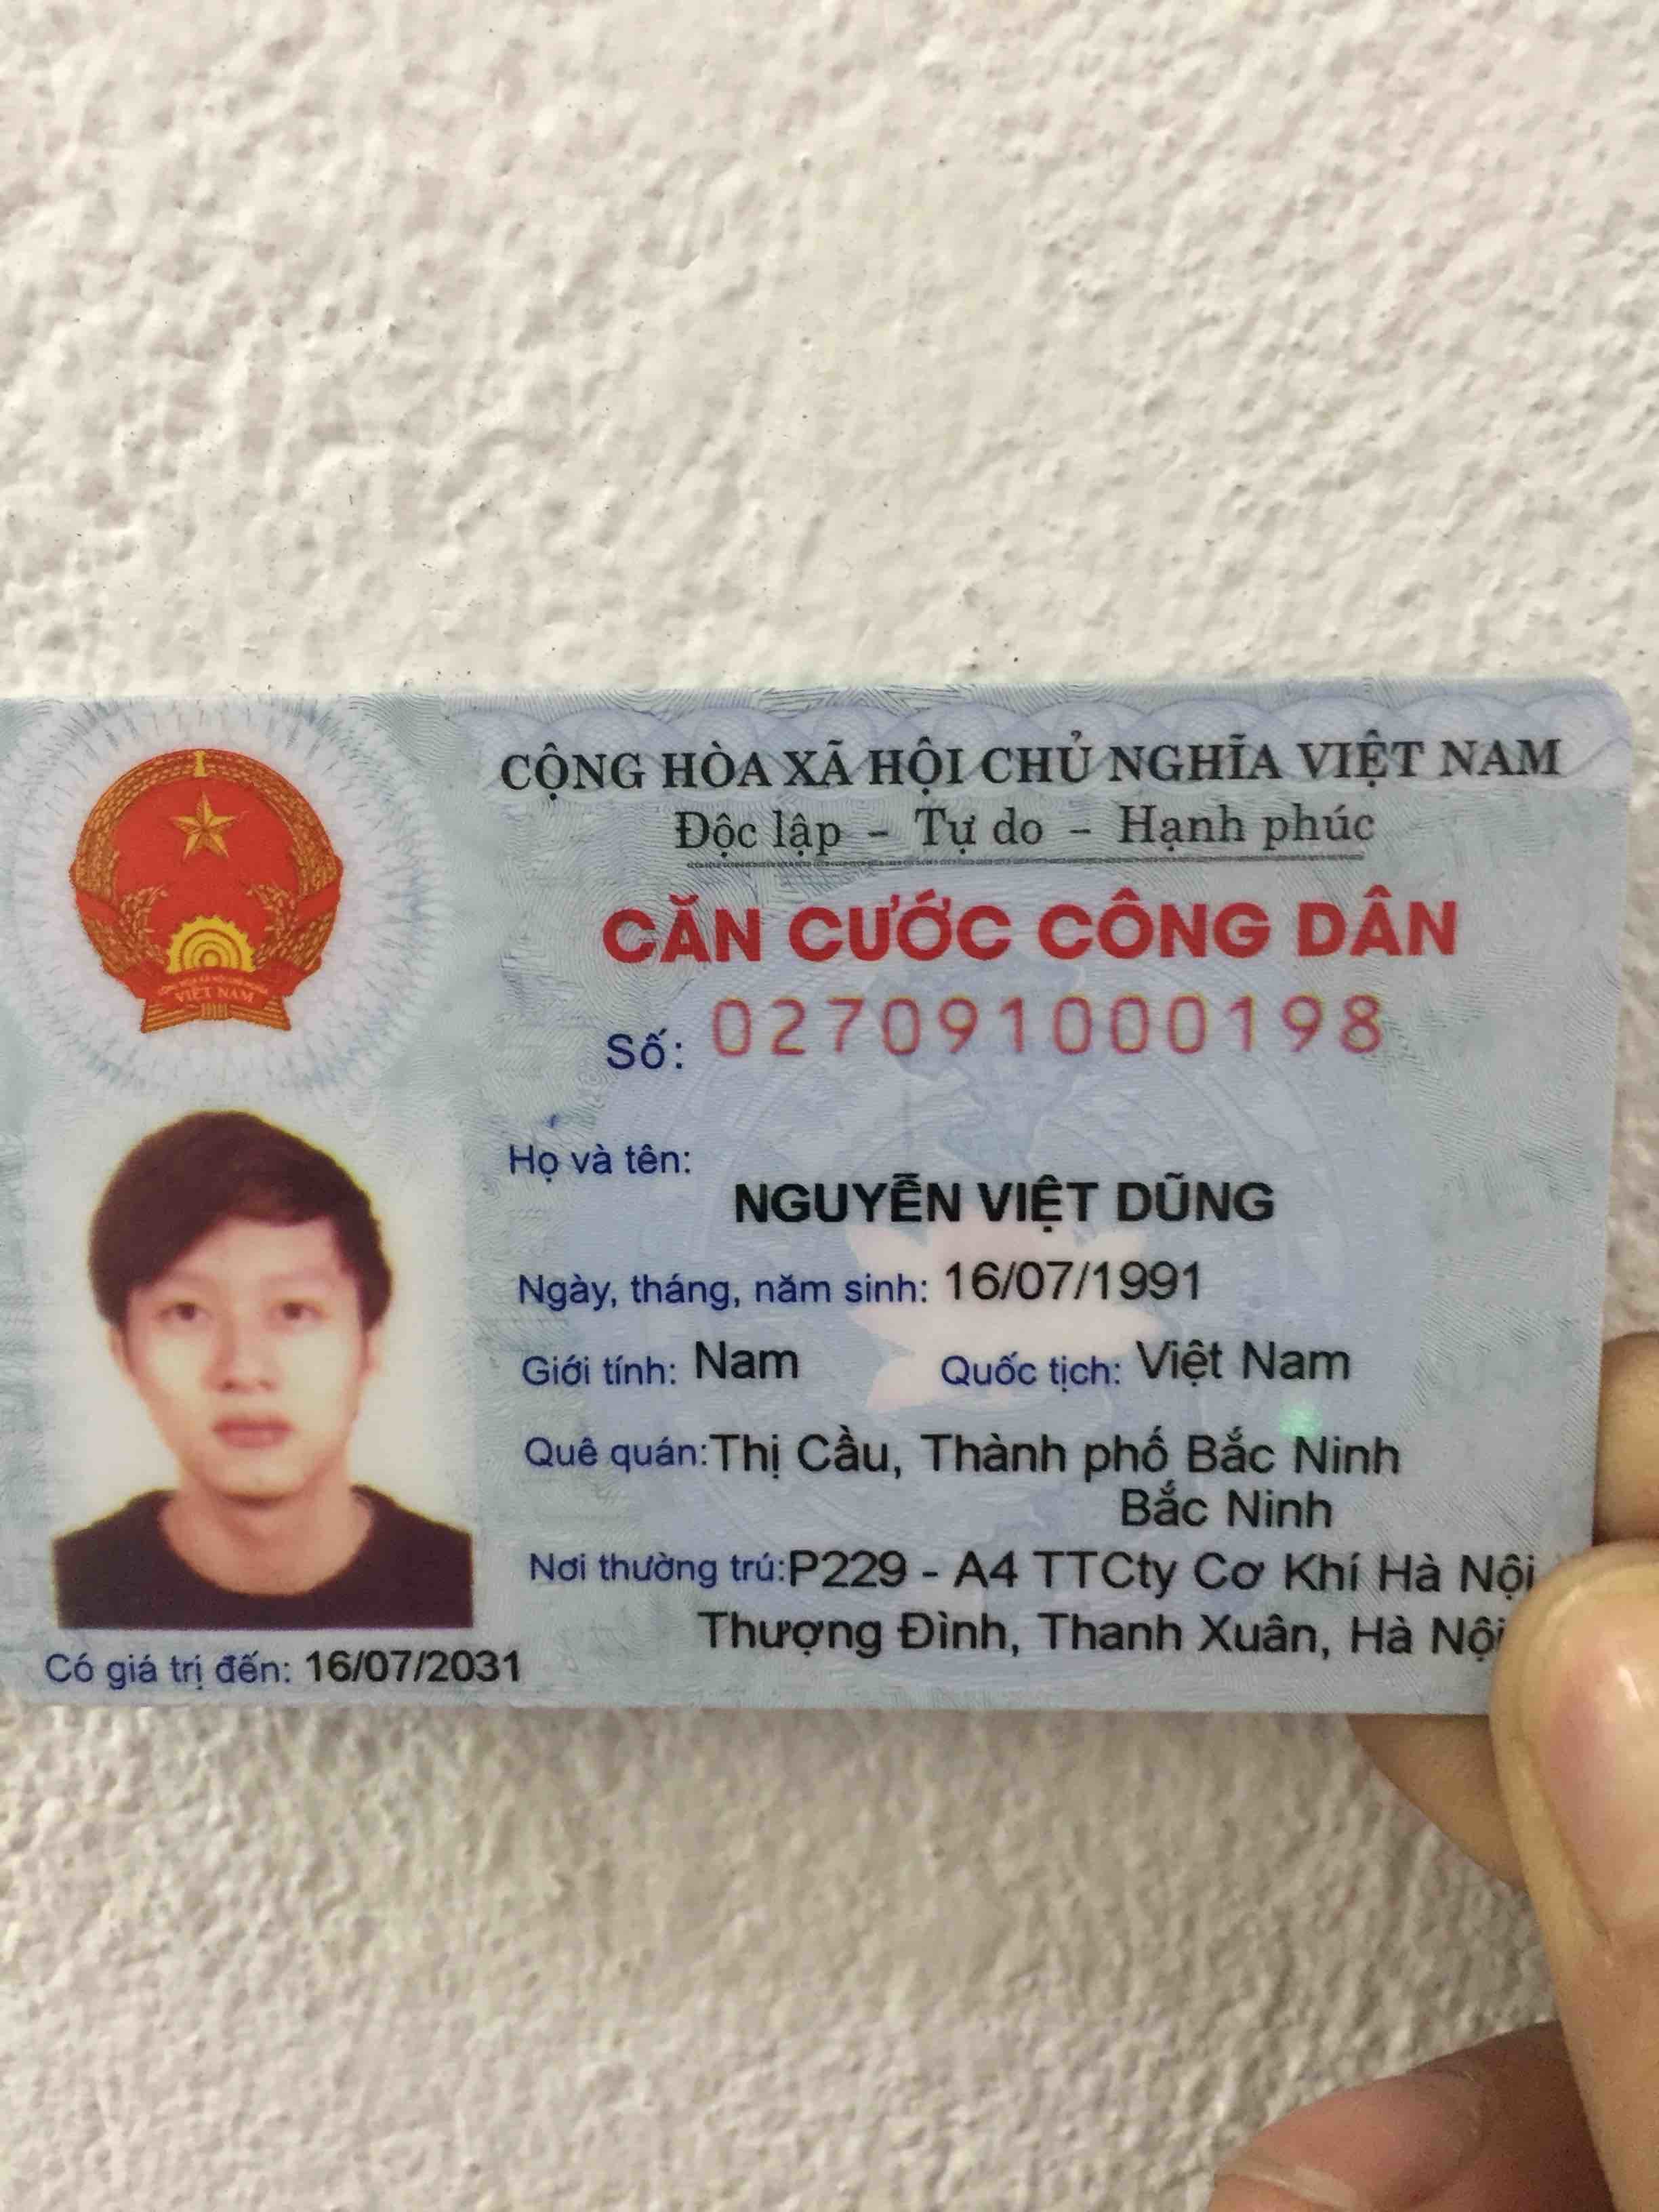 CỘNG HÒA XÃ HỘI CHỦ NGHĨA VIỆT NAM
Độc lập - Tự do - Hạnh phúc
CĂN CƯỚC CÔNG DÂN
Số: 027091000198
Họ và tên:
NGUYỄN VIỆT DŨNG
Ngày, tháng, năm sinh: 16/07/1991
Giới tính: Nam Quốc tịch: Việt Nam
Quê quán:Thị Cầu, Thành phố Bắc Ninh
Bắc Ninh
Nơi thường trú:P229 - A4 TTCty Cơ Khí Hà Nội
Thượng Đình, Thanh Xuân, Hà Nội
Có giá trị đến: 16/07/2031
VIỆT NAM